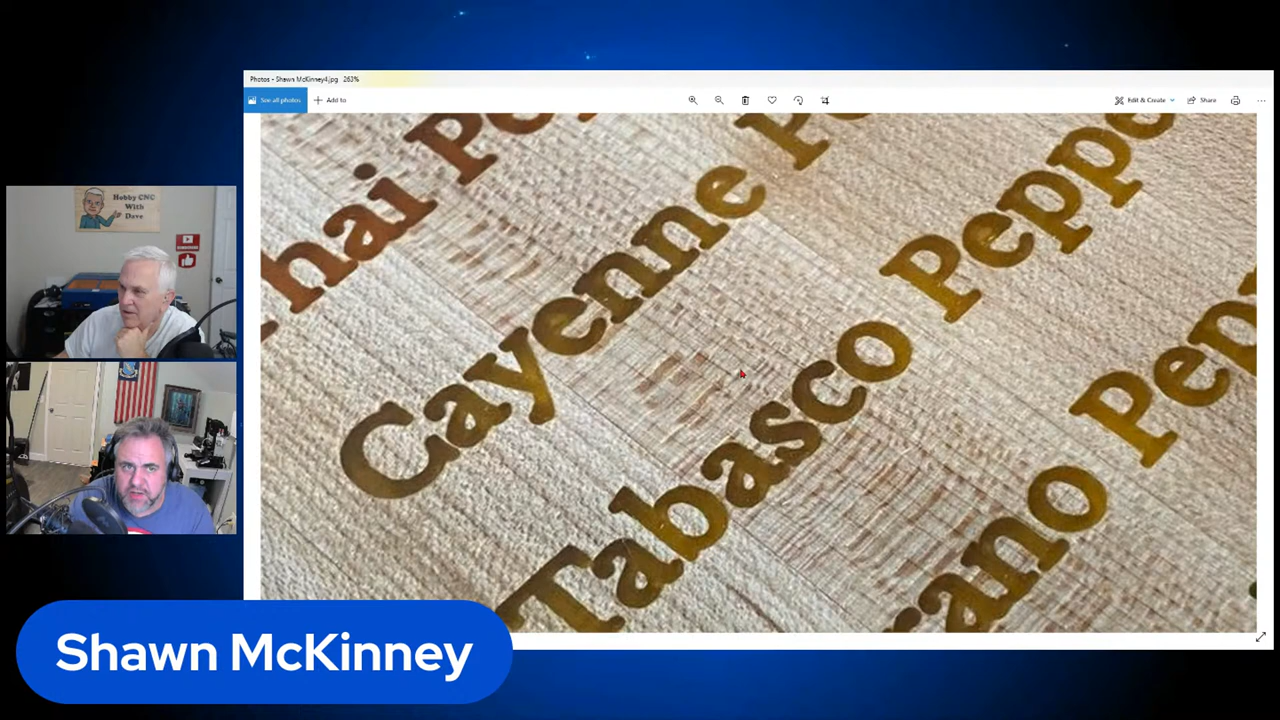 Photos - Shawn McKinney4.jpg 263%
See all photos
Add to
Edit & Create
Share
Hobby CNC
With
Dave
hai
Cayenne
Peppe
Tabasco
Pep
ano
Shawn McKinney